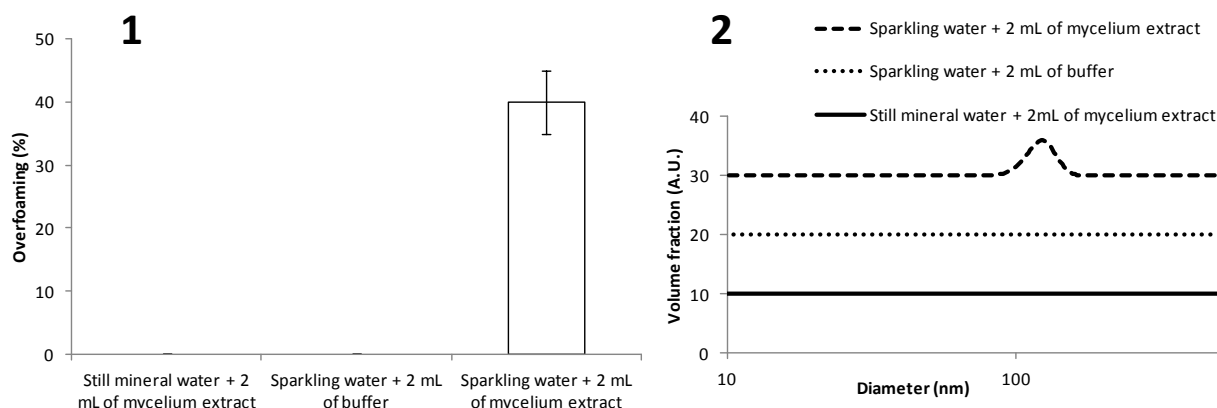 1
50
40
30
20
10
0
Overfoaming (%)
Still mineral water + 2
mL of mycelium extract
Sparkling water + 2 mL
of buffer
Sparkling water + 2 mL
of mycelium extract
2
Sparkling water + 2 mL of mycelium extract
Sparkling water + 2 mL of buffer
Still mineral water + 2mL of mycelium extract
40
30
20
10
0
Volume fraction (A.U.)
10
100
Diameter (nm)